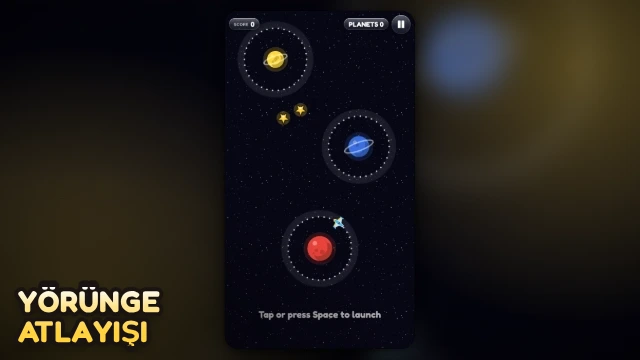 SCORE 0
PLANETS 0
Tap or press Space to launch
YÖRÜNGE
ATLAYIŞI